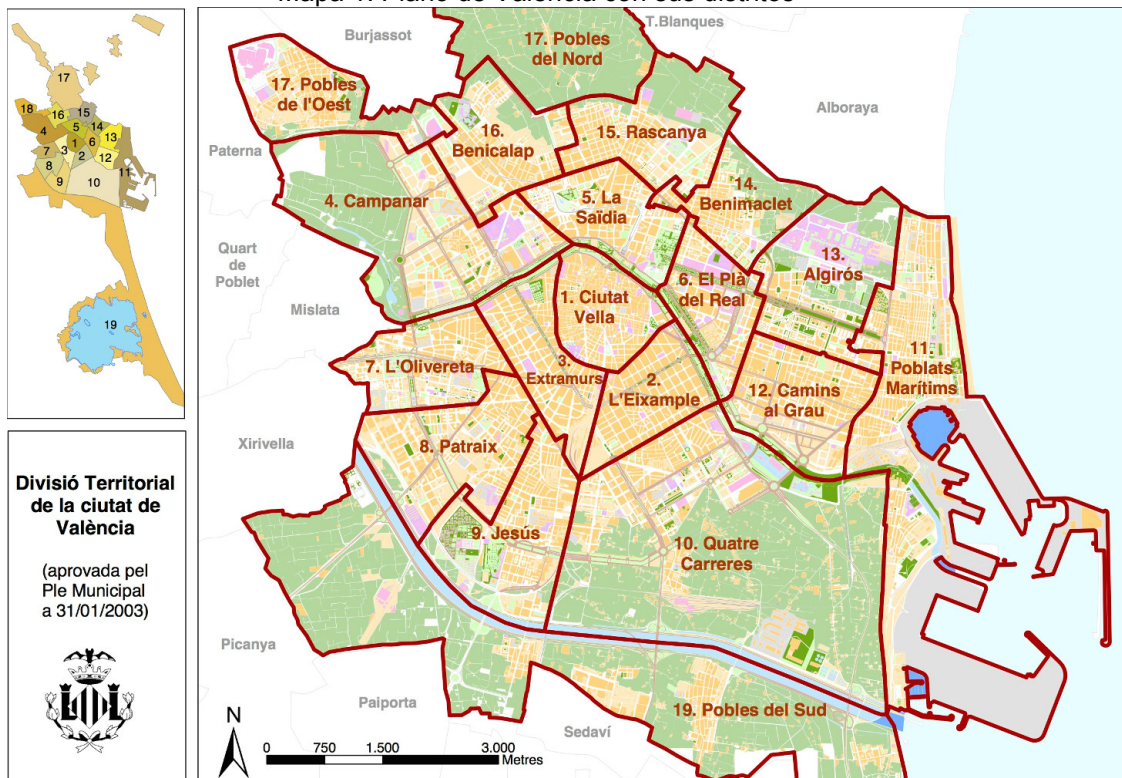 Mapa 1. Plano de Valencia con sus distritos
17
18
16
15
5
14
4
13
1
6
7
3
2
12
8
11
9
10
19
Divisió Territorial
de la ciutat de
València
(aprovada pel
Ple Municipal
a 31/01/2003)
Burjassot
T.Blanques
17. Pobles
del Nord
17. Pobles
de l'Oest
Alboraya
16.
Benicalap
15. Rascanya
Paterna
14.
Benimaclet
4. Campanar
5. La
Saïdia
Quart
de
Poblet
13.
Algirós
6. El Plà
del Real
Mislata
1. Ciutat
Vella
11.
Poblats
Marítims
7. L'Olivereta
3.
Extramurs
2.
L'Eixample
12. Camins
al Grau
Xirivella
8. Patraix
9. Jesús
10. Quatre
Carreres
Picanya
Paiporta
Sedaví
19. Pobles del Sud
N
0 750 1.500 3.000
Metres